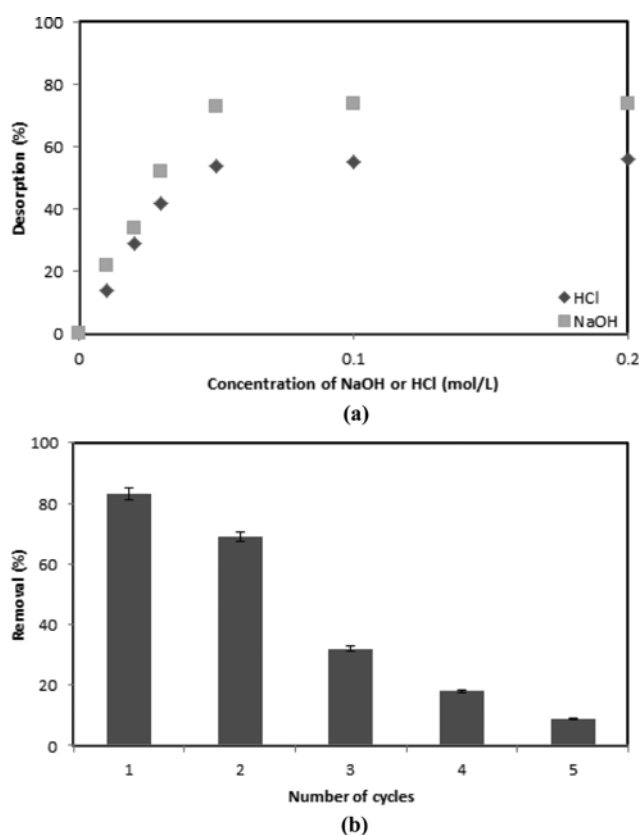 100
80
60
40
20
0
Desorption (%)
HCl
NaOH
0
0.1
0.2
Concentration of NaOH or HCl (mol/L)
(a)
100
80
60
40
20
0
Removal (%)
1
2
3
4
5
Number of cycles
(b)